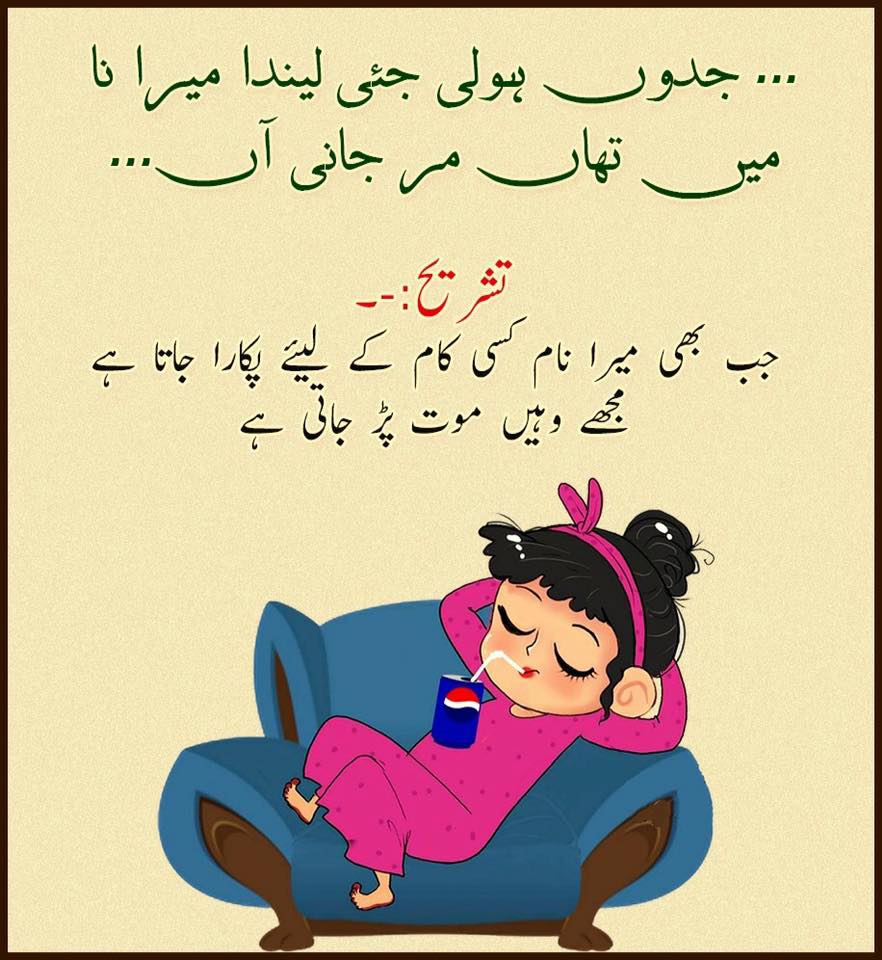 ... جدوں ہولی جئی لیندا میرا نا
میں تھاں مر جانی آں...
تشریح:-۔
جب بھی میرا نام کسی کام کے لیئے پکارا جاتا ہے
مجھے وہیں موت پڑ جاتی ہے